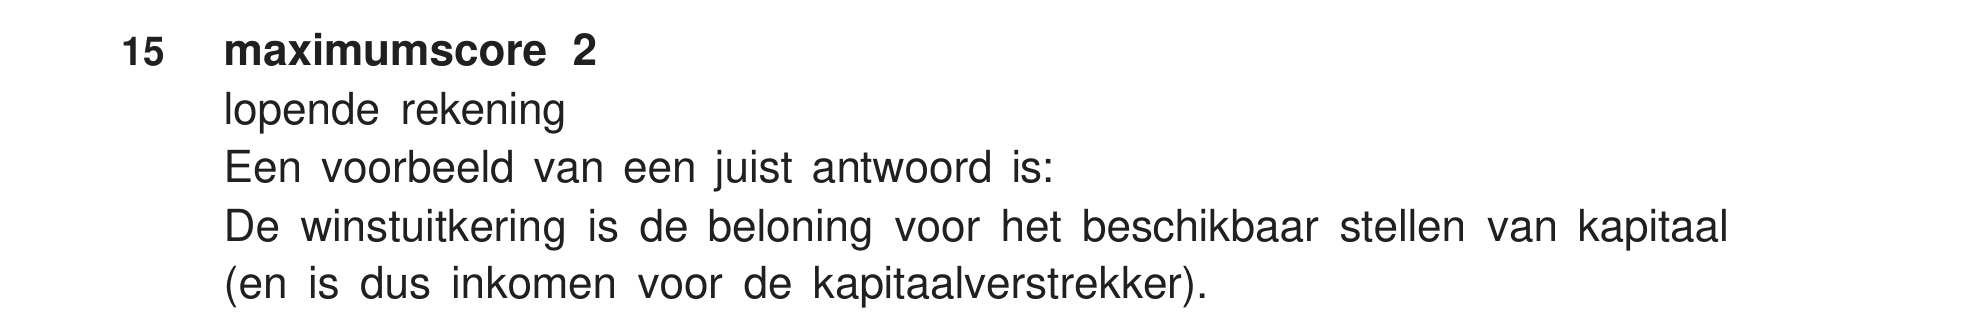 15 maximumscore 2
lopende rekening
Een voorbeeld van een juist antwoord is:
De winstuitkering is de beloning voor het beschikbaar stellen van kapitaal
(en is dus inkomen voor de kapitaalverstrekker).